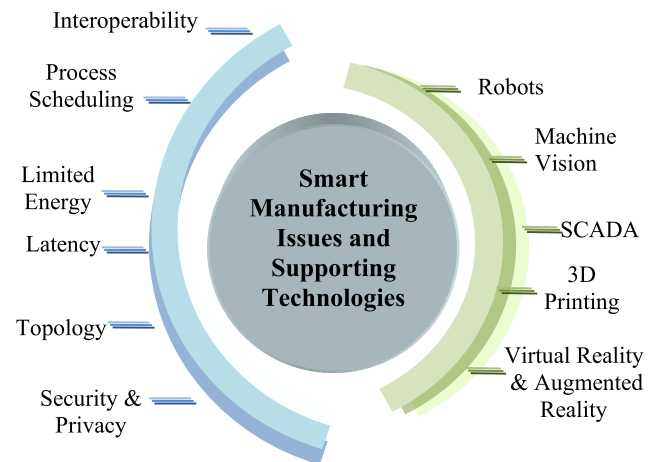 Interoperability
Process
Scheduling
Limited
Energy
Latency
Topology
Security &
Privacy
Smart
Manufacturing
Issues and
Supporting
Technologies
Robots
Machine
Vision
SCADA
3D
Printing
Virtual Reality
& Augmented
Reality